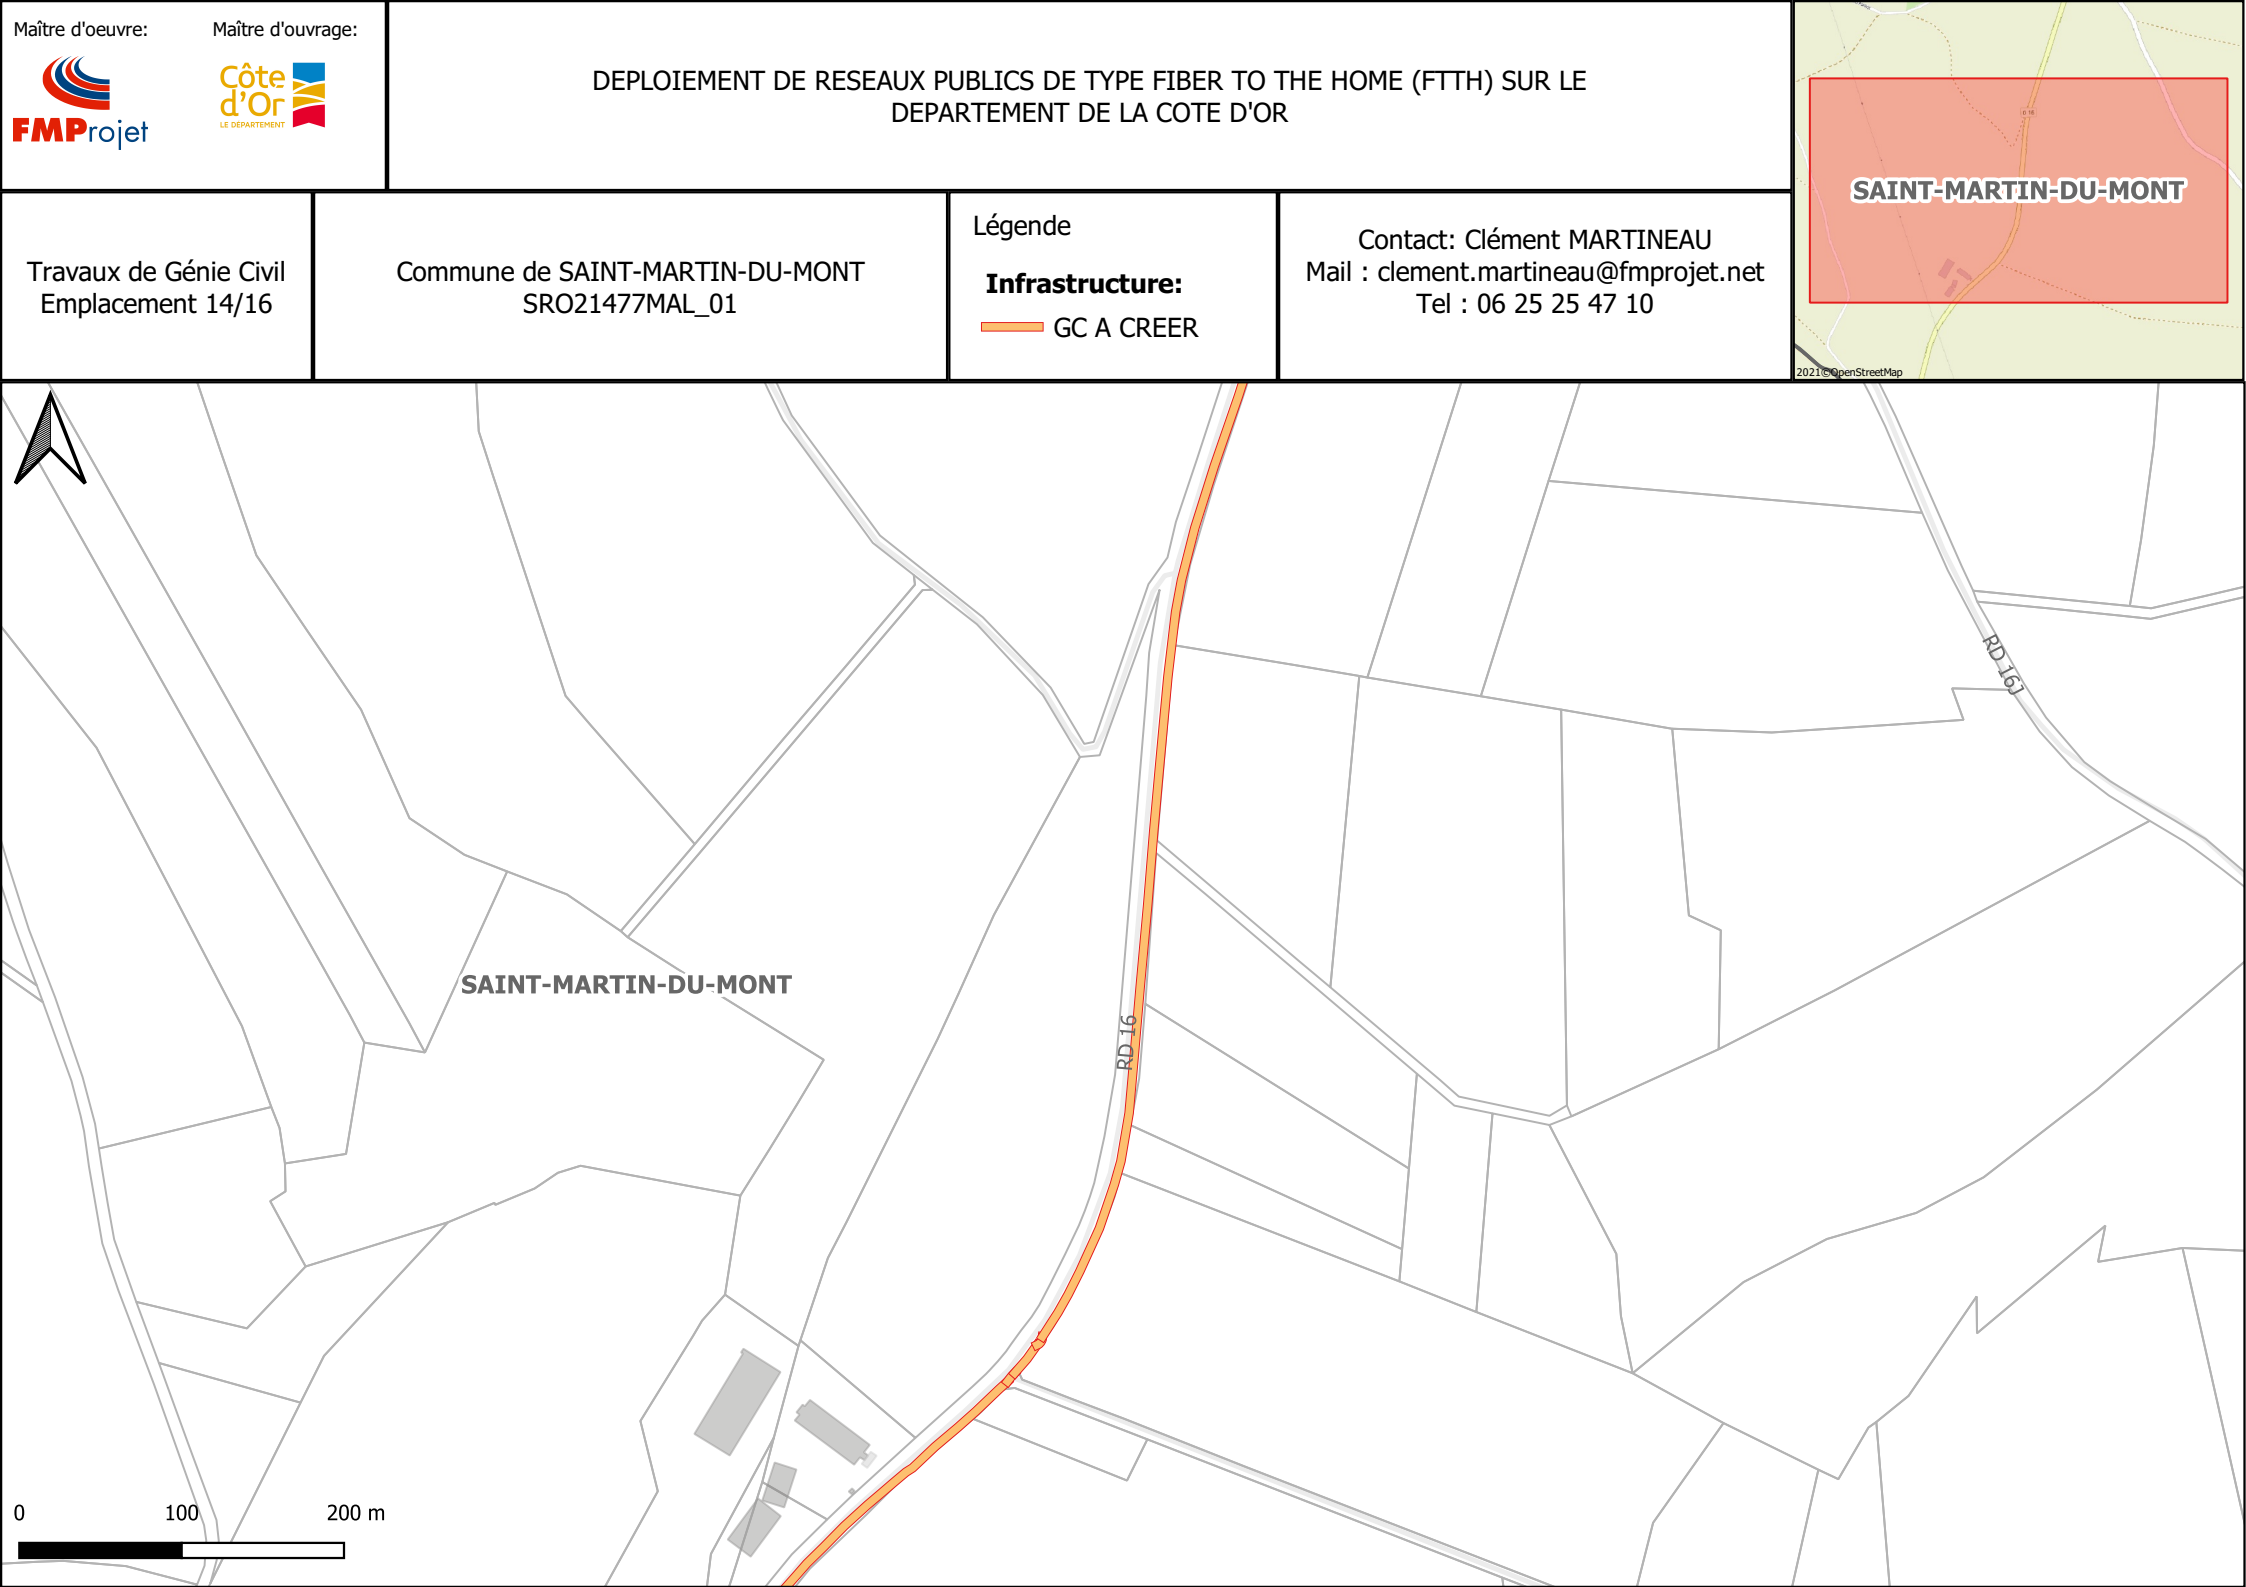 Maître d'oeuvre:
Maître d'ouvrage:
FMProjet
Côte
d'Or
LE DÉPARTEMENT
DEPLOIEMENT DE RESEAUX PUBLICS DE TYPE FIBER TO THE HOME (FTTH) SUR LE
DEPARTEMENT DE LA COTE D'OR
Travaux de Génie Civil
Emplacement 14/16
Commune de SAINT-MARTIN-DU-MONT
SRO21477MAL_01
Légende
Infrastructure:
GC A CREER
Contact: Clément MARTINEAU
Mail : clement.martineau@fmprojet.net
Tel : 06 25 25 47 10
D 16
SAINT-MARTIN-DU-MONT
2021©OpenStreetMap
RD 16J
SAINT-MARTIN-DU-MONT
RD 16
0 100 200 m